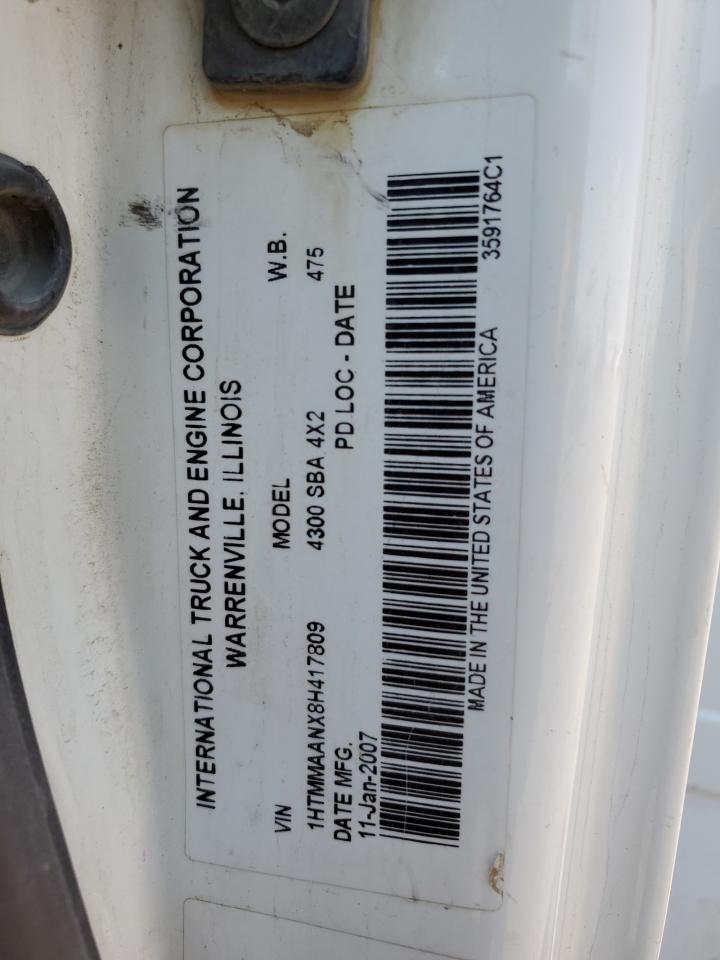 INTERNATIONAL TRUCK AND ENGINE CORPORATION
WARRENVILLE, ILLINOIS
VIN MODEL W.B.
1HTMMAANX8H417809 4300 SBA 4X2 475
DATE MFG. PD LOC - DATE
11-Jan-2007
MADE IN THE UNITED STATES OF AMERICA 3591764C1